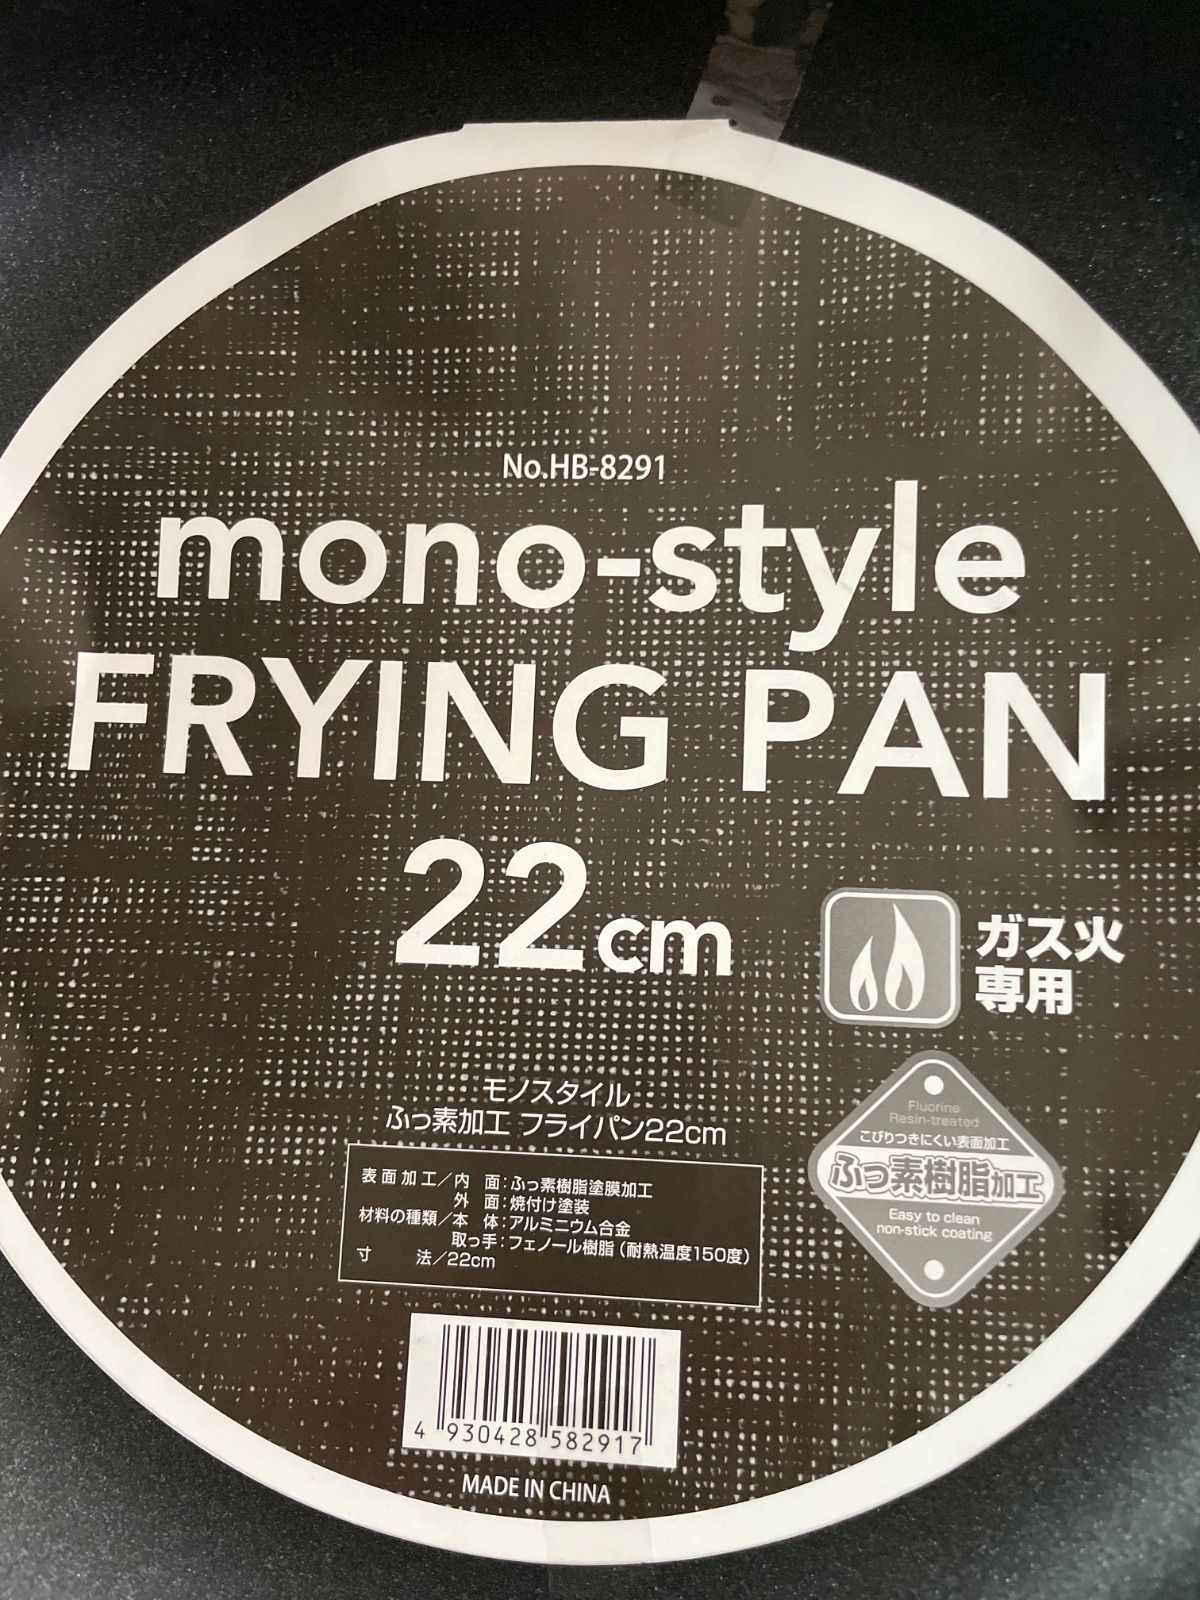 No.HB-8291
mono-style
FRYING PAN
22cm
ガス火
専用
モノスタイル
ふっ素加工 フライパン22cm
表面加工／内　面：ふっ素樹脂塗膜加工
外　面：焼付け塗装
材料の種類／本　体：アルミニウム合金
取っ手：フェノール樹脂（耐熱温度150度）
寸　　法／22cm
Fluorine
Resin-treated
こびりつきにくい表面加工
ふっ素樹脂加工
Easy to clean
non-stick coating
4 930428 582917
MADE IN CHINA